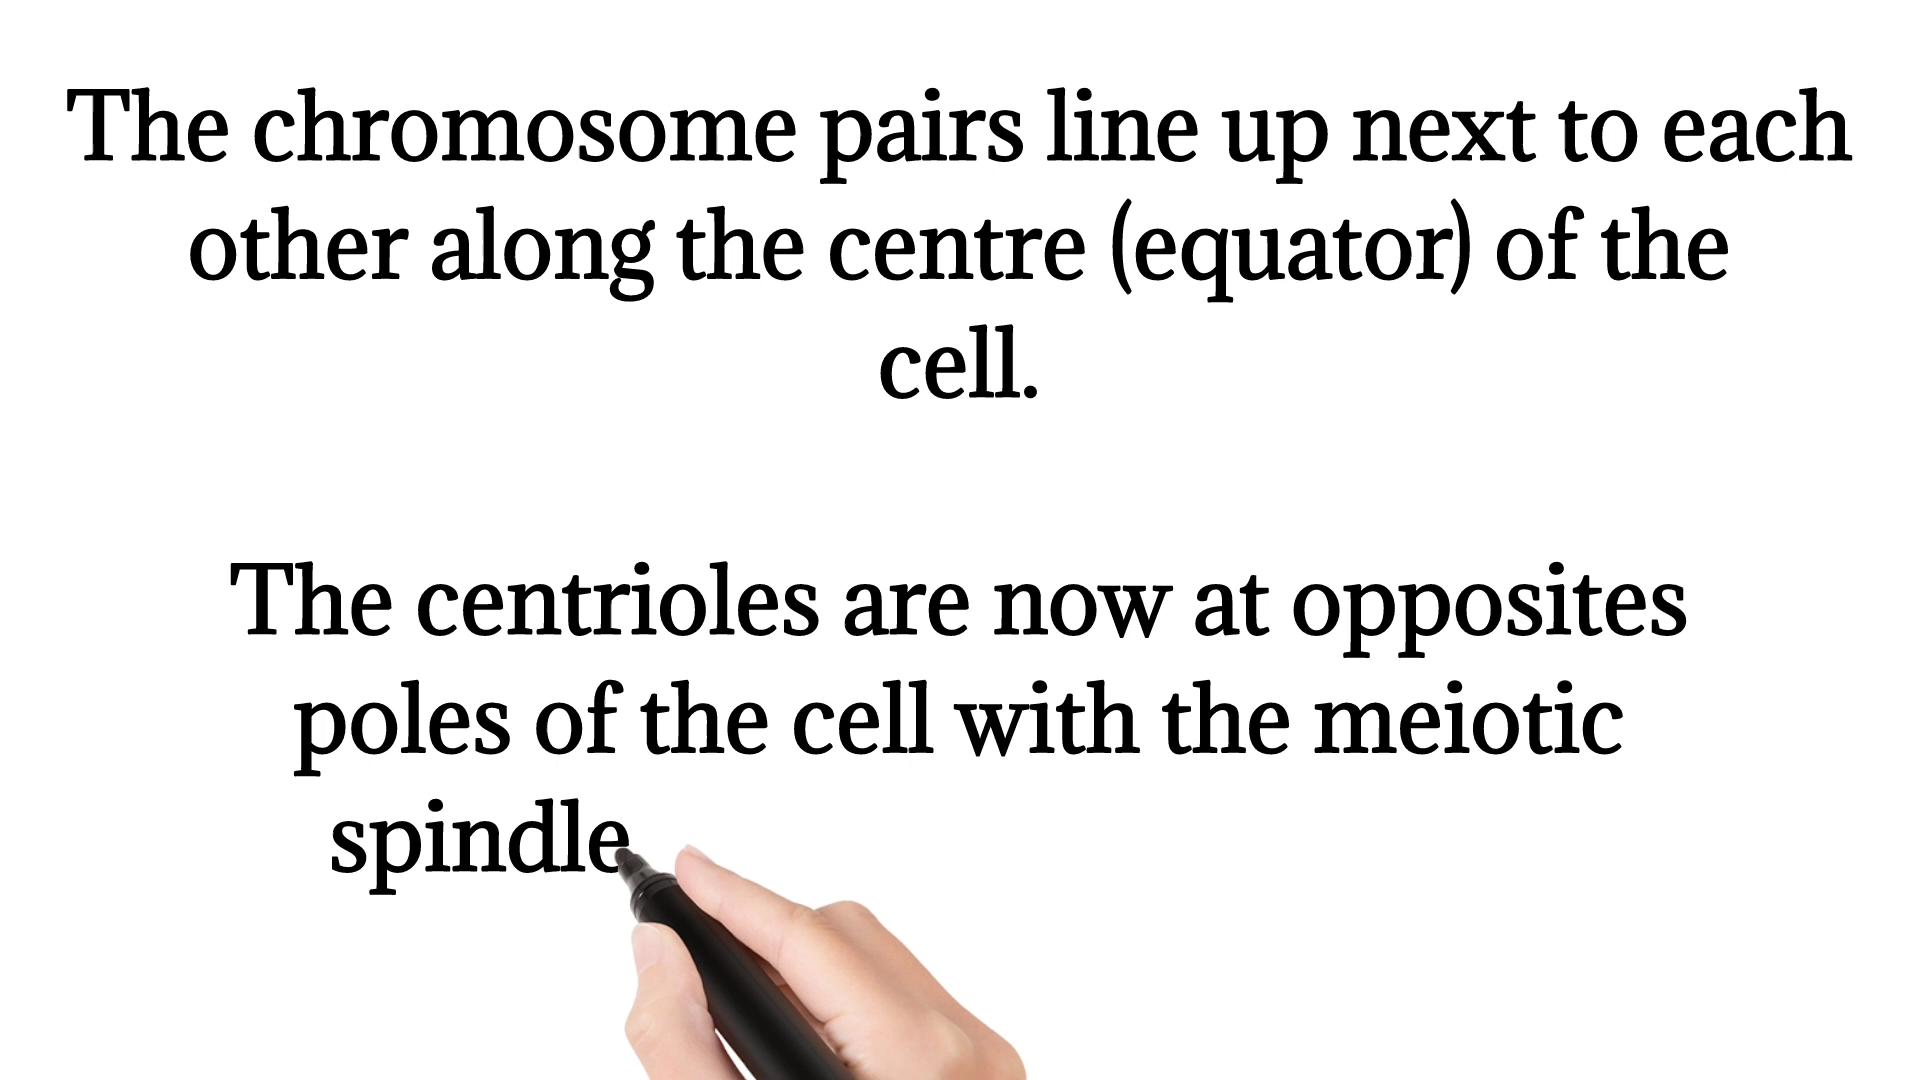 The chromosome pairs line up next to each
other along the centre (equator) of the
cell.
The centrioles are now at opposites
poles of the cell with the meiotic
spindle